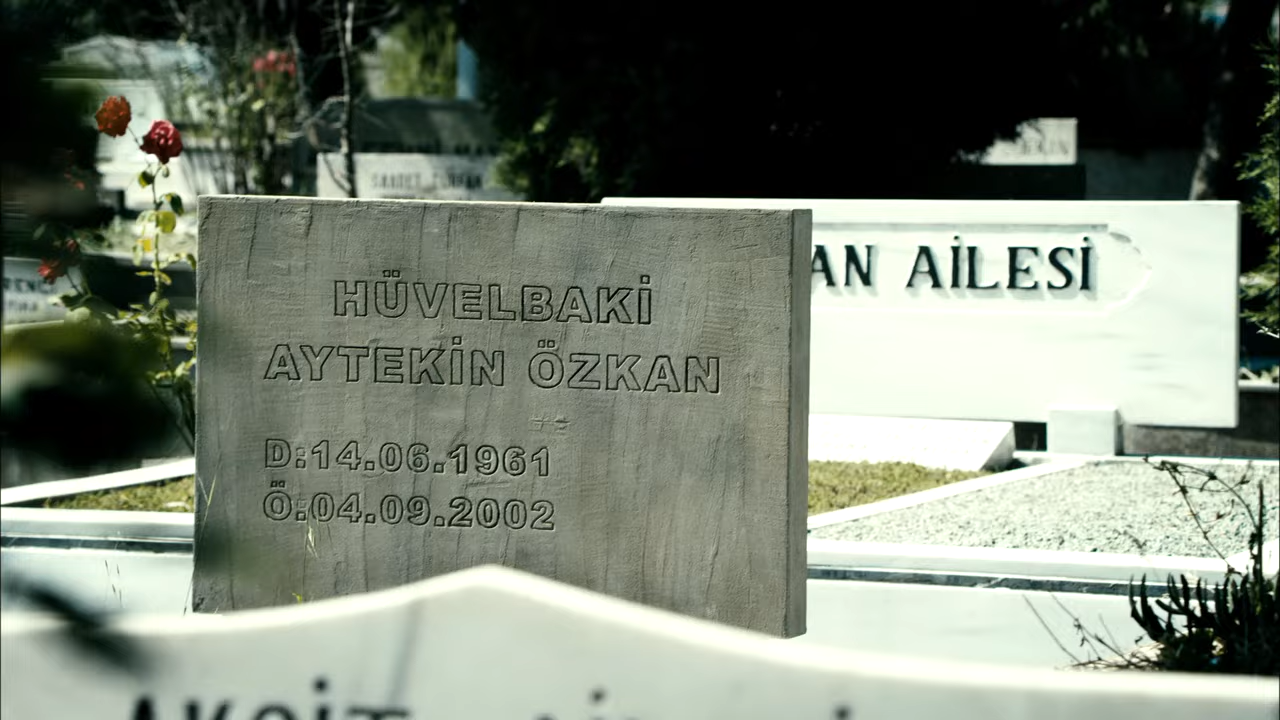 HÜVELBAKİ
AYTEKİN ÖZKAN
D:14.06.1961
Ö:04.09.2002
AN AİLESİ